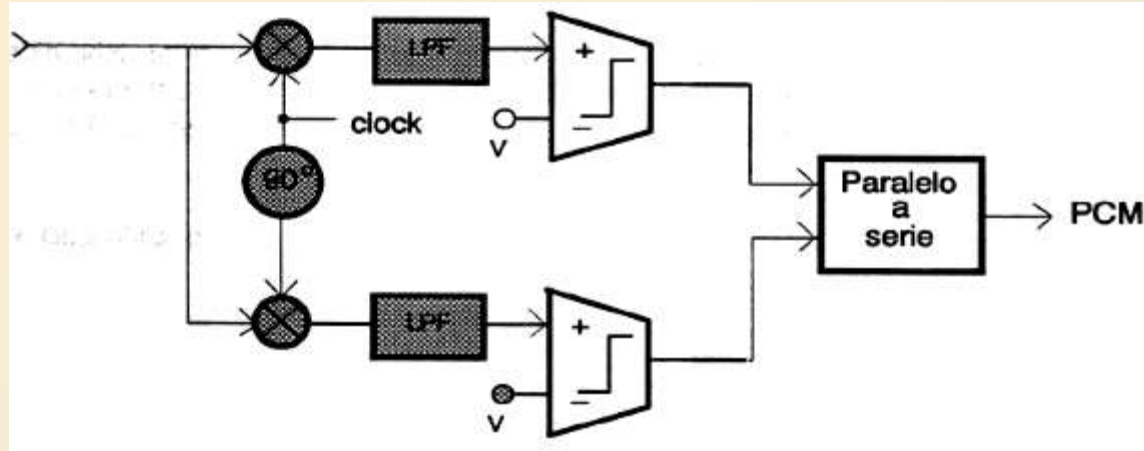 LPF
+
clock
–
V
90°
Paralelo
a
serie
PCM
LPF
+
–
V